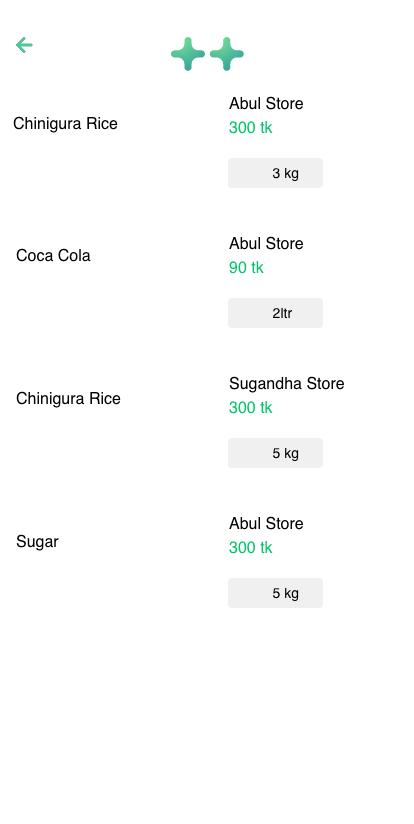 Abul Store
Chinigura Rice
300 tk
3 kg
Abul Store
Coca Cola
90 tk
2ltr
Sugandha Store
Chinigura Rice
300 tk
5 kg
Abul Store
Sugar
300 tk
5 kg